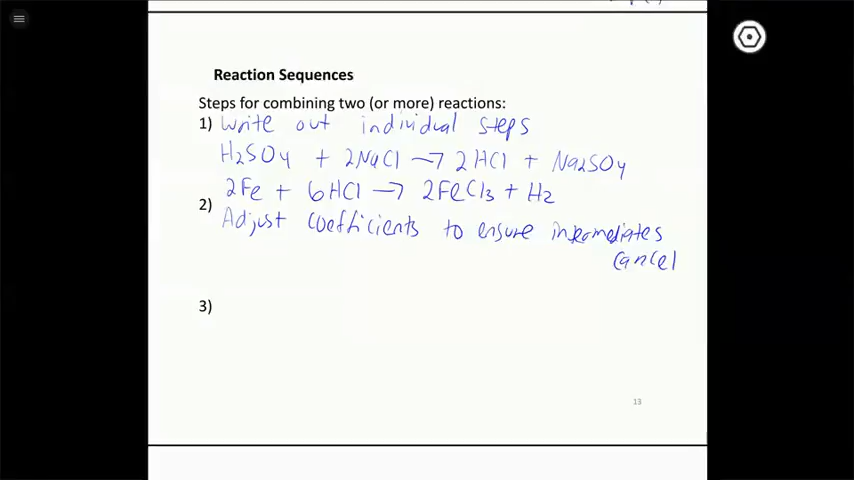 Reaction Sequences
Steps for combining two (or more) reactions:
1) Write out individual steps
H2SO4 + 2NaCl → 2HCl + Na2SO4
2Fe + 6HCl → 2FeCl3 + H2
2) Adjust coefficients to ensure intermediates
cancel
3)
13